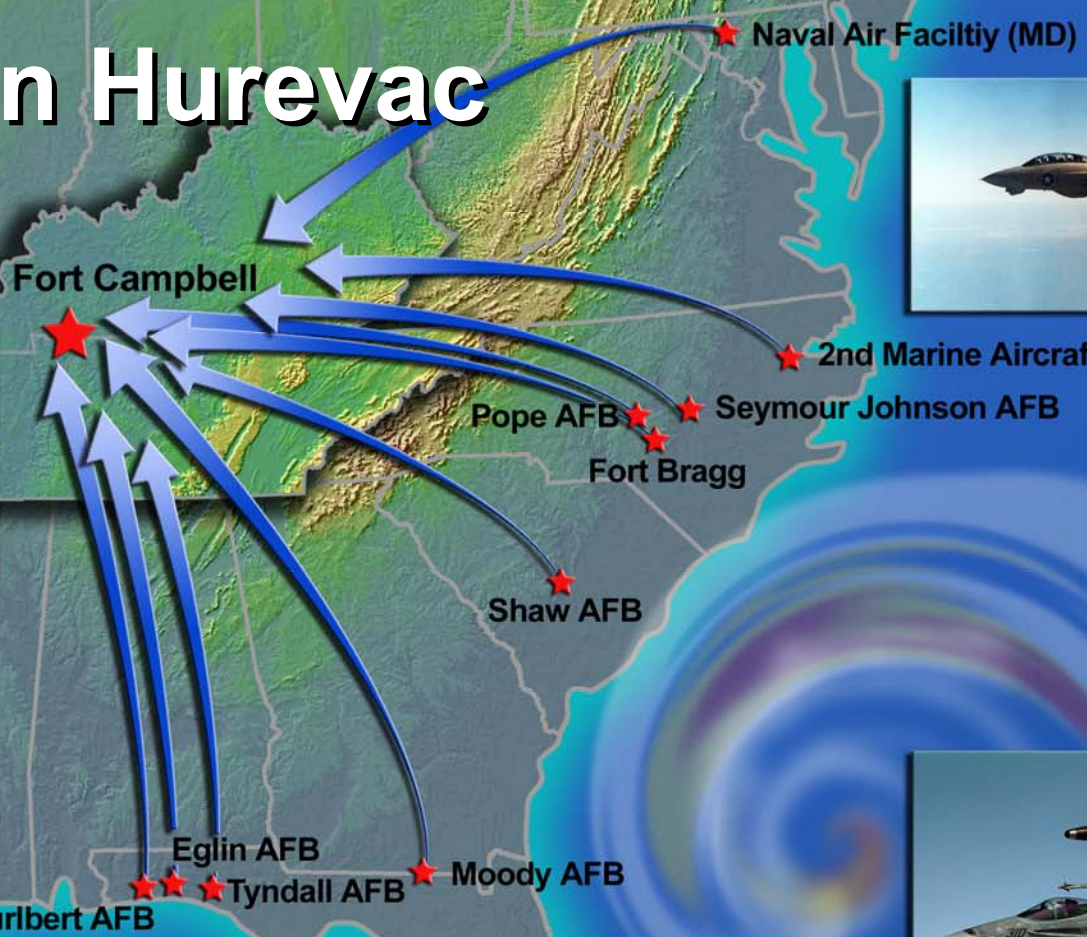 n Hurevac
Naval Air Faciltiy (MD)
Fort Campbell
2nd Marine Aircraf
Pope AFB
Seymour Johnson AFB
Fort Bragg
Shaw AFB
Eglin AFB
Tyndall AFB
Moody AFB
urlbert AFB